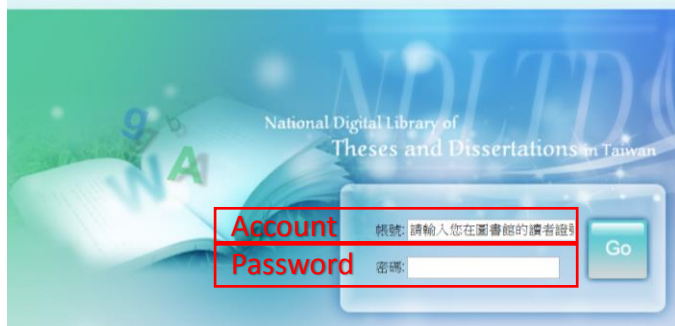 NDLTD
g
W A
National Digital Library of
Theses and Dissertations in Taiwan
Account 帳號: 請輸入您在圖書館的讀者證
Go
Password 密碼: